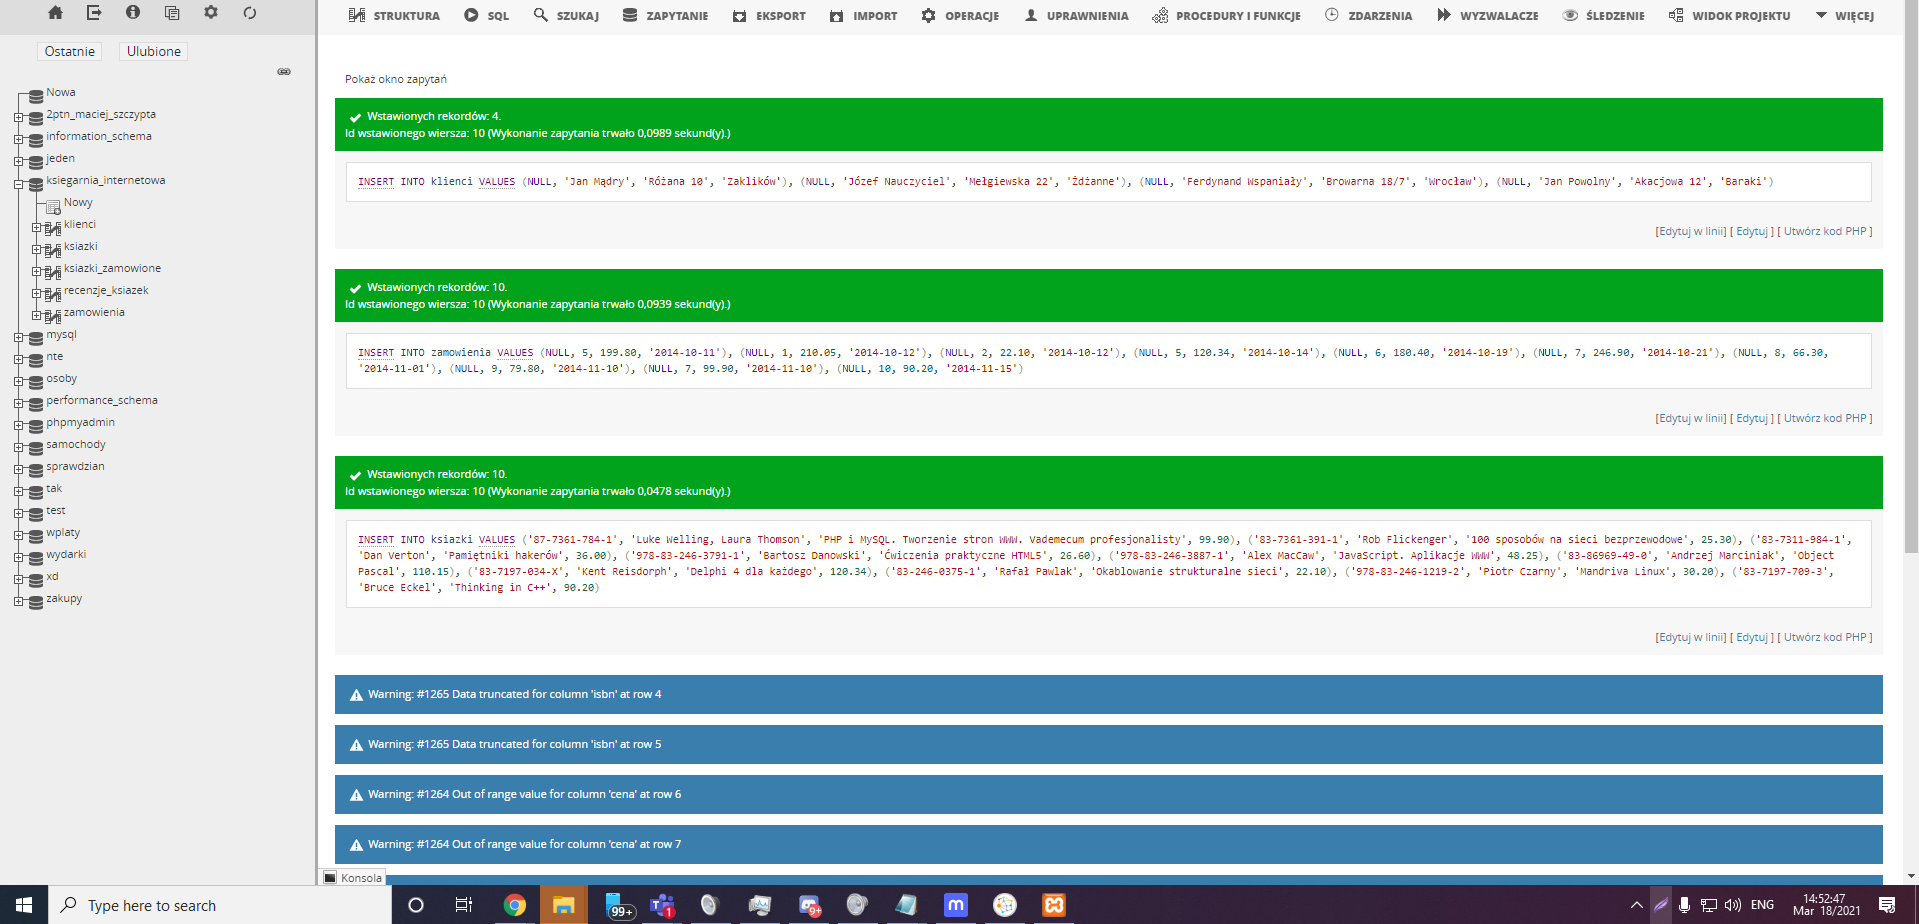 STRUKTURA SQL SZUKAJ ZAPYTANIE EKSPORT IMPORT OPERACJE UPRAWNIENIA PROCEDURY I FUNKCJE ZDARZENIA WYZWALACZE ŚLEDZENIE WIDOK PROJEKTU WIĘCEJ
Ostatnie Ulubione
Nowa
2ptn_maciej_szczypta
information_schema
jeden
ksiegarnia_internetowa
Nowy
klienci
ksiazki
ksiazki_zamowione
recenzje_ksiazek
zamowienia
mysql
nte
osoby
performance_schema
phpmyadmin
samochody
sprawdzian
tak
test
wplaty
wydarki
xd
zakupy
Pokaż okno zapytań
Wstawionych rekordów: 4.
Id wstawionego wiersza: 10 (Wykonanie zapytania trwało 0,0989 sekund(y).)
INSERT INTO klienci VALUES (NULL, 'Jan Mądry', 'Różana 10', 'Zaklików'), (NULL, 'Józef Nauczyciel', 'Mełgiewska 22', 'Żdżanne'), (NULL, 'Ferdynand Wspaniały', 'Browarna 18/7', 'Wrocław'), (NULL, 'Jan Powolny', 'Akacjowa 12', 'Baraki')
[Edytuj w linii] [ Edytuj ] [ Utwórz kod PHP ]
Wstawionych rekordów: 10.
Id wstawionego wiersza: 10 (Wykonanie zapytania trwało 0,0939 sekund(y).)
INSERT INTO zamowienia VALUES (NULL, 5, 199.80, '2014-10-11'), (NULL, 1, 210.05, '2014-10-12'), (NULL, 2, 22.10, '2014-10-12'), (NULL, 5, 120.34, '2014-10-14'), (NULL, 6, 180.40, '2014-10-19'), (NULL, 7, 246.90, '2014-10-21'), (NULL, 8, 66.30,
'2014-11-01'), (NULL, 9, 79.80, '2014-11-10'), (NULL, 7, 99.90, '2014-11-10'), (NULL, 10, 90.20, '2014-11-15')
[Edytuj w linii] [ Edytuj ] [ Utwórz kod PHP ]
Wstawionych rekordów: 10.
Id wstawionego wiersza: 10 (Wykonanie zapytania trwało 0,0478 sekund(y).)
INSERT INTO ksiazki VALUES ('87-7361-784-1', 'Luke Welling, Laura Thomson', 'PHP i MySQL. Tworzenie stron WWW. Vademecum profesjonalisty', 99.90), ('83-7361-391-1', 'Rob Flickenger', '100 sposobów na sieci bezprzewodowe', 25.30), ('83-7311-984-1',
'Dan Verton', 'Pamiętniki hakerów', 36.00), ('978-83-246-3791-1', 'Bartosz Danowski', 'Ćwiczenia praktyczne HTML5', 26.60), ('978-83-246-3887-1', 'Alex MacCaw', 'JavaScript. Aplikacje WWW', 48.25), ('83-86969-49-0', 'Andrzej Marciniak', 'Object
Pascal', 110.15), ('83-7197-034-X', 'Kent Reisdorph', 'Delphi 4 dla każdego', 120.34), ('83-246-0375-1', 'Rafał Pawlak', 'Okablowanie strukturalne sieci', 22.10), ('978-83-246-1219-2', 'Piotr Czarny', 'Mandriva Linux', 30.20), ('83-7197-709-3',
'Bruce Eckel', 'Thinking in C++', 90.20)
[Edytuj w linii] [ Edytuj ] [ Utwórz kod PHP ]
Warning: #1265 Data truncated for column 'isbn' at row 4
Warning: #1265 Data truncated for column 'isbn' at row 5
Warning: #1264 Out of range value for column 'cena' at row 6
Warning: #1264 Out of range value for column 'cena' at row 7
Konsola
Type here to search
99+
1
9+
m
ENG
14:52:47
Mar 18/2021